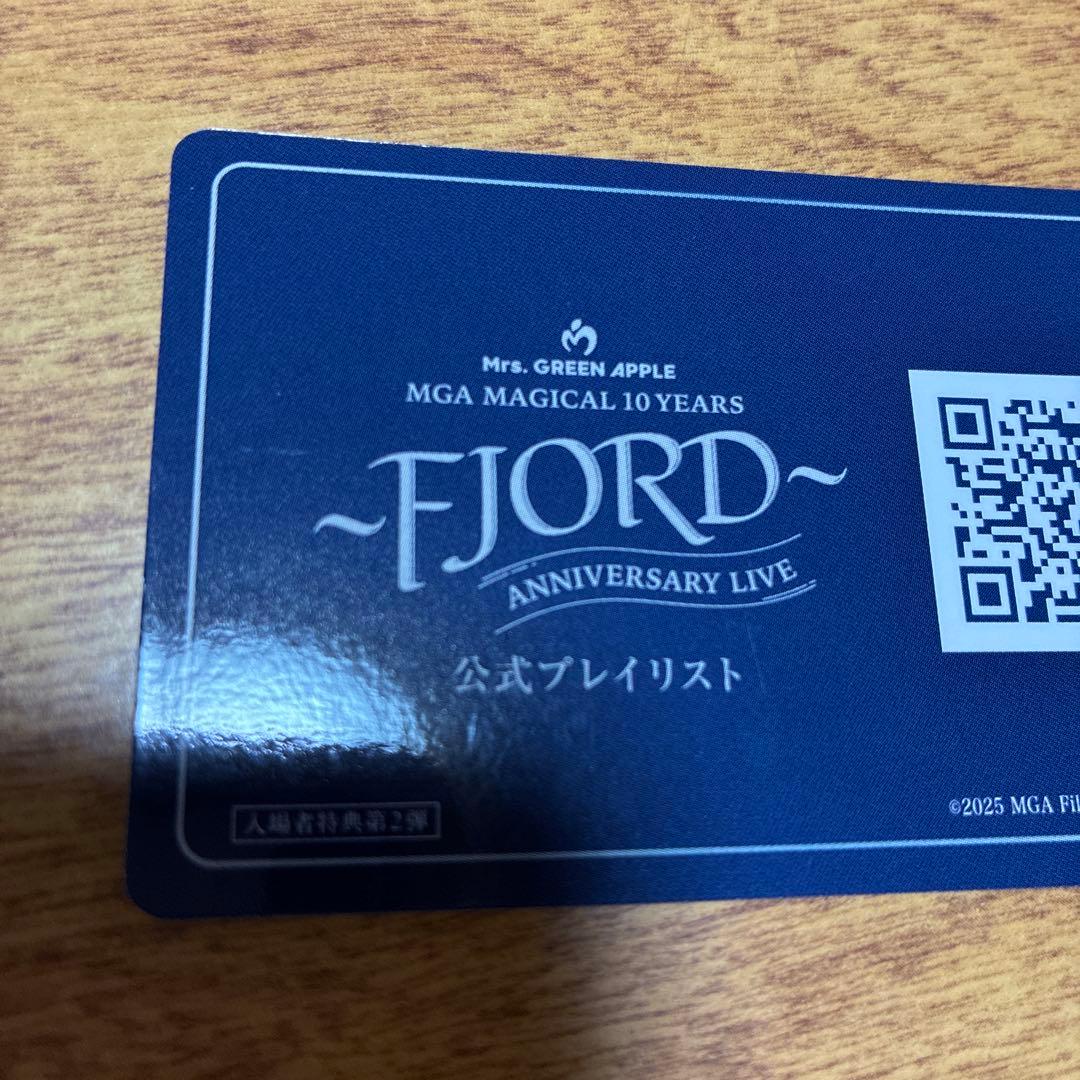 Mrs. GREEN APPLE
MGA MAGICAL 10 YEARS
~FJORD~
ANNIVERSARY LIVE
公式プレイリスト
入場者特典第2弾
©2025 MGA Fil